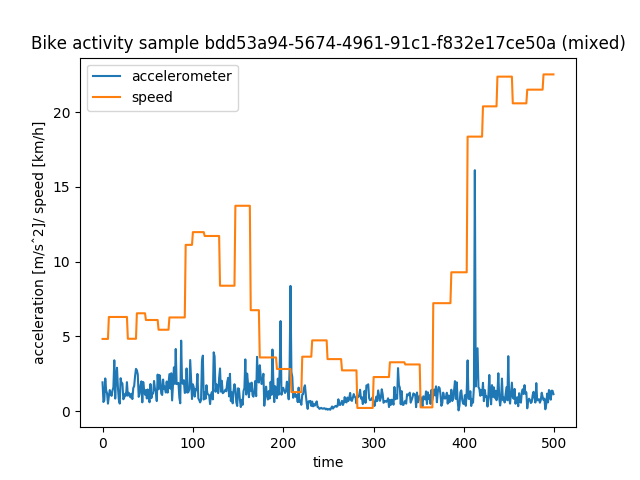 Bike activity sample bdd53a94-5674-4961-91c1-f832e17ce50a (mixed)
accelerometer
speed
acceleration [m/s^2]/ speed [km/h]
20
15
10
5
0
0 100 200 300 400 500
time